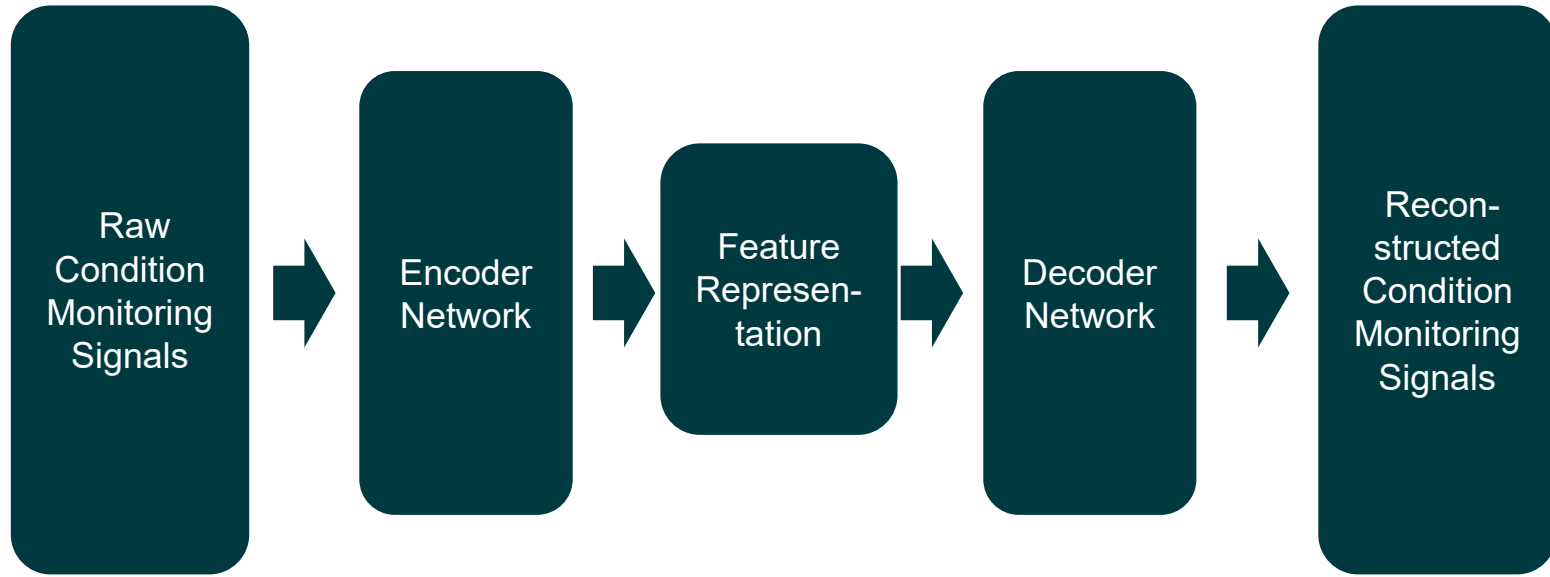 Raw
Condition
Monitoring
Signals
Encoder
Network
Feature
Represen-
tation
Decoder
Network
Recon-
structed
Condition
Monitoring
Signals